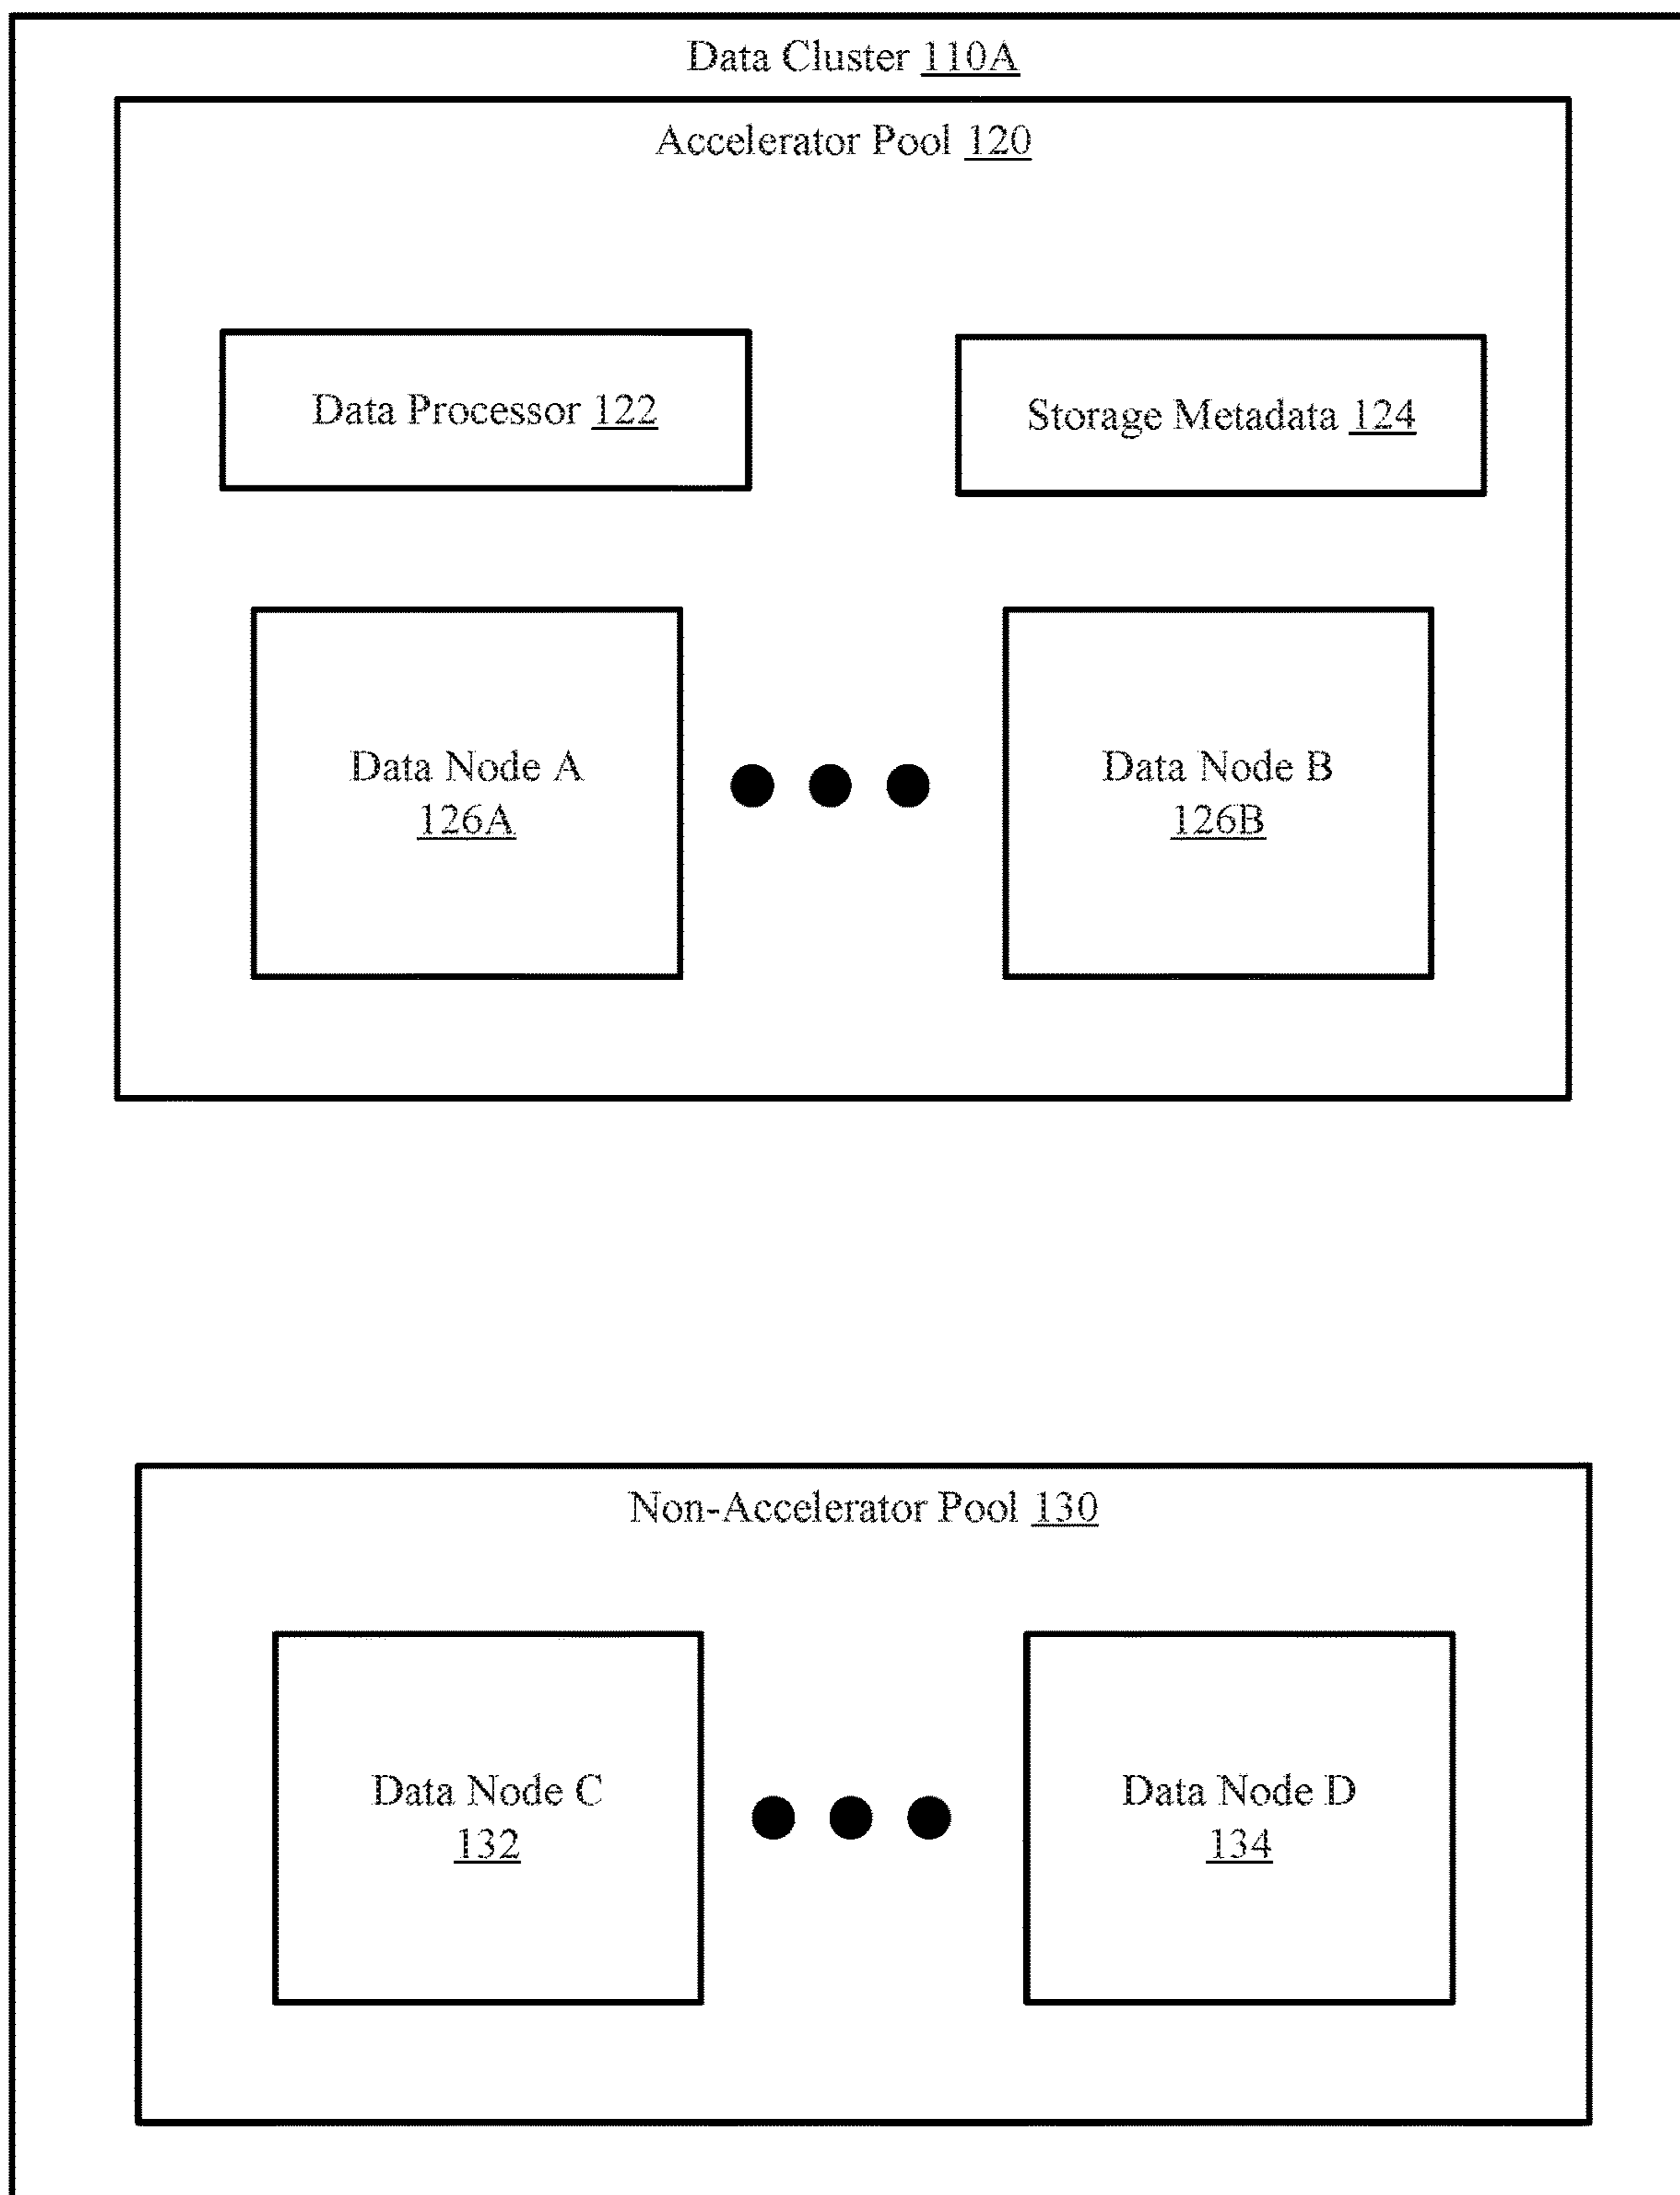 Data Cluster 110A
Accelerator Pool 120
Data Processor 122
Storage Metadata 124
Data Node A
126A
Data Node B
126B
Non-Accelerator Pool 130
Data Node C
132
Data Node D
134